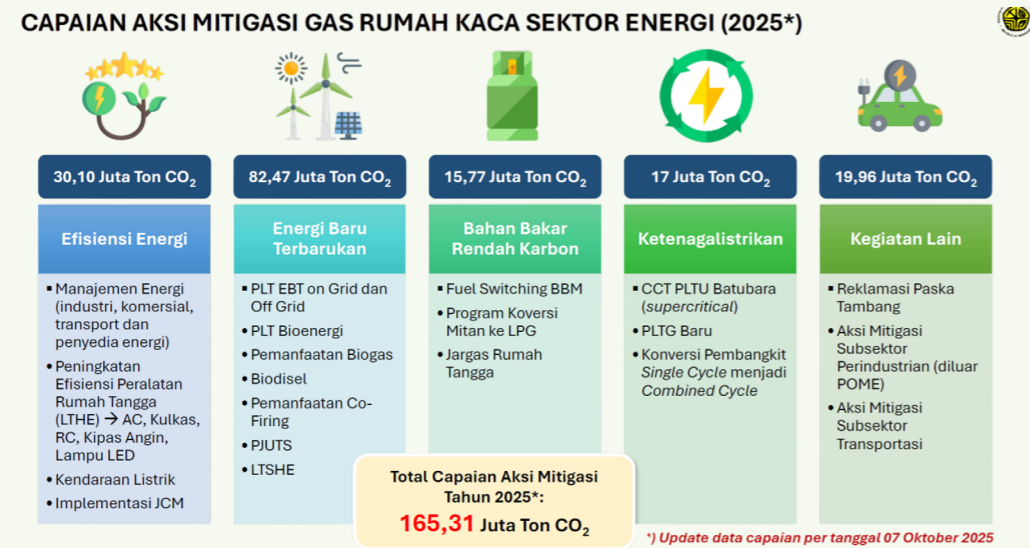 CAPAIAN AKSI MITIGASI GAS RUMAH KACA SEKTOR ENERGI (2025*)
30,10 Juta Ton CO2
Efisiensi Energi
▪ Manajemen Energi
(industri, komersial,
transport dan
penyedia energi)
• Peningkatan
Efisiensi Peralatan
Rumah Tangga
(LTHE) → AC, Kulkas,
RC, Kipas Angin,
Lampu LED
• Kendaraan Listrik
• Implementasi JCM
82,47 Juta Ton CO2
Energi Baru
Terbarukan
▪ PLT EBT on Grid dan
Off Grid
• PLT Bioenergi
• Pemanfaatan Biogas
• Biodisel
• Pemanfaatan Co-
Firing
• PJUTS
• LTSHE
15,77 Juta Ton CO2
Bahan Bakar
Rendah Karbon
▪ Fuel Switching BBM
• Program Koversi
Mitan ke LPG
• Jargas Rumah
Tangga
17 Juta Ton CO2
Ketenagalistrikan
▪ CCT PLTU Batubara
(supercritical)
• PLTG Baru
• Konversi Pembangkit
Single Cycle menjadi
Combined Cycle
19,96 Juta Ton CO2
Kegiatan Lain
▪ Reklamasi Paska
Tambang
• Aksi Mitigasi
Subsektor
Perindustrian (diluar
POME)
• Aksi Mitigasi
Subsektor
Transportasi
Total Capaian Aksi Mitigasi
Tahun 2025*:
165,31 Juta Ton CO2
*) Update data capaian per tanggal 07 Oktober 2025